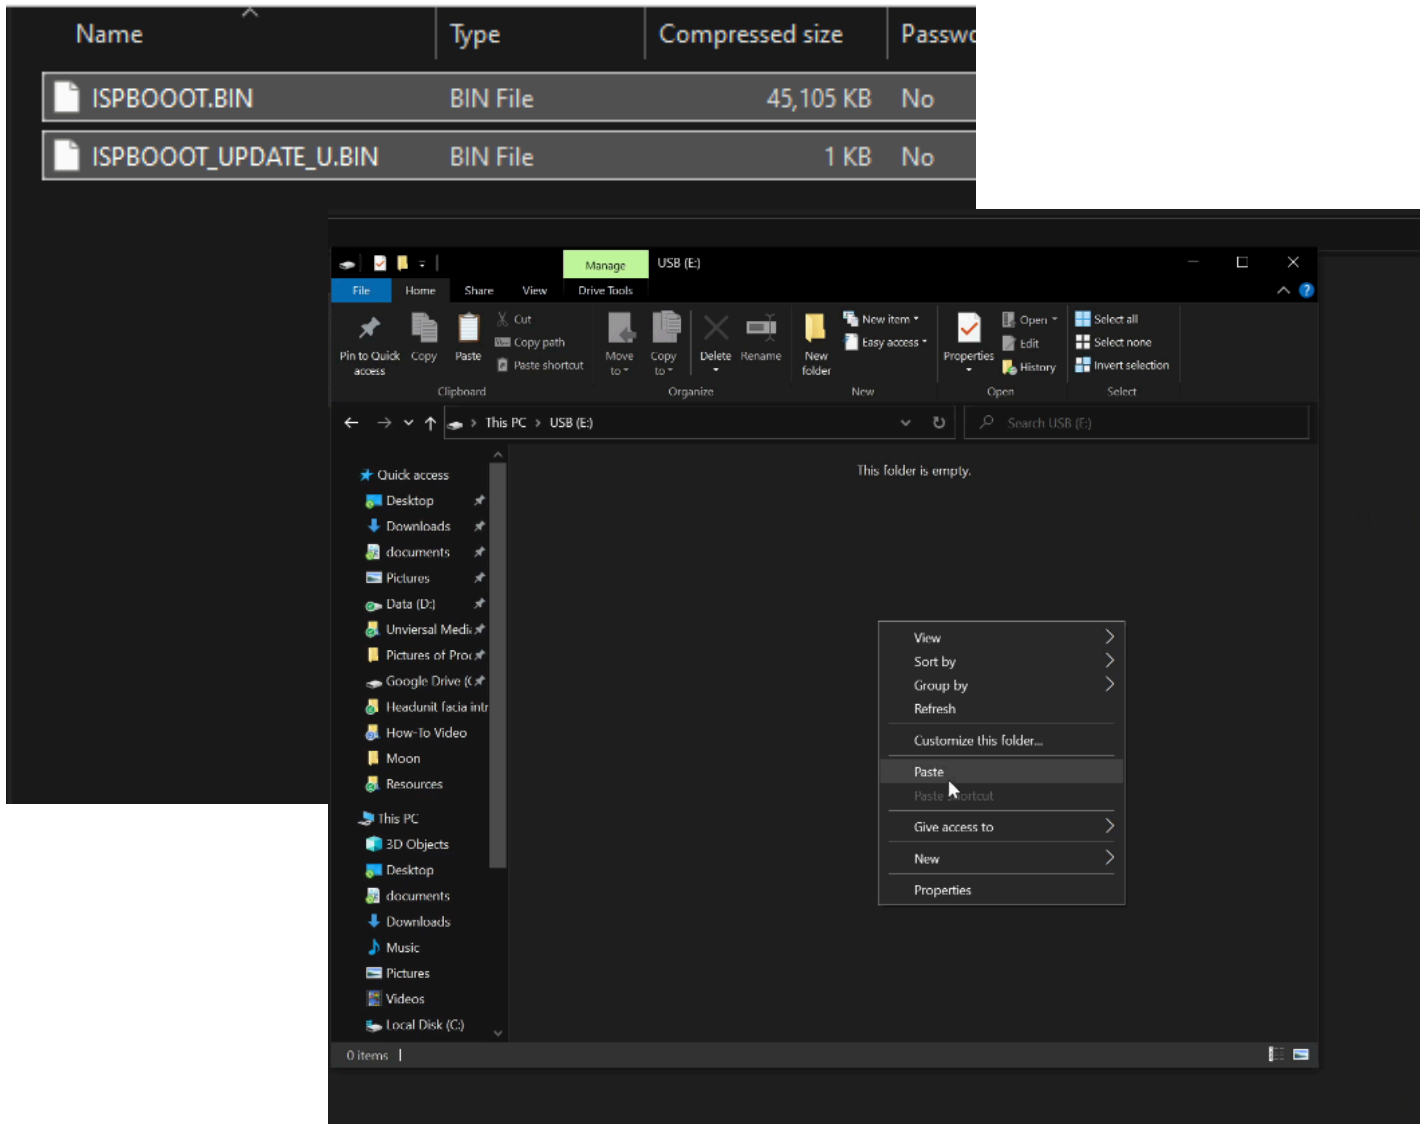 Name Type Compressed size Passwo
ISPBOOOT.BIN BIN File 45,105 KB No
ISPBOOOT_UPDATE_U.BIN BIN File 1 KB No
Manage USB (E:)
File Home Share View Drive Tools
Pin to Quick access Copy Paste Cut Copy path Paste shortcut Move to Copy to Delete Rename New folder New item Easy access Properties Open Edit History Select all Select none Invert selection
Clipboard Organize New Open Select
This PC > USB (E:) Search USB (E:)
This folder is empty.
Quick access
Desktop
Downloads
documents
Pictures
Data (D:)
Unviersal Medi
Pictures of Proc
Google Drive (
Headunit facia intr
How-To Video
Moon
Resources
This PC
3D Objects
Desktop
documents
Downloads
Music
Pictures
Videos
Local Disk (C:)
View
Sort by
Group by
Refresh
Customize this folder...
Paste
Paste shortcut
Give access to
New
Properties
0 items